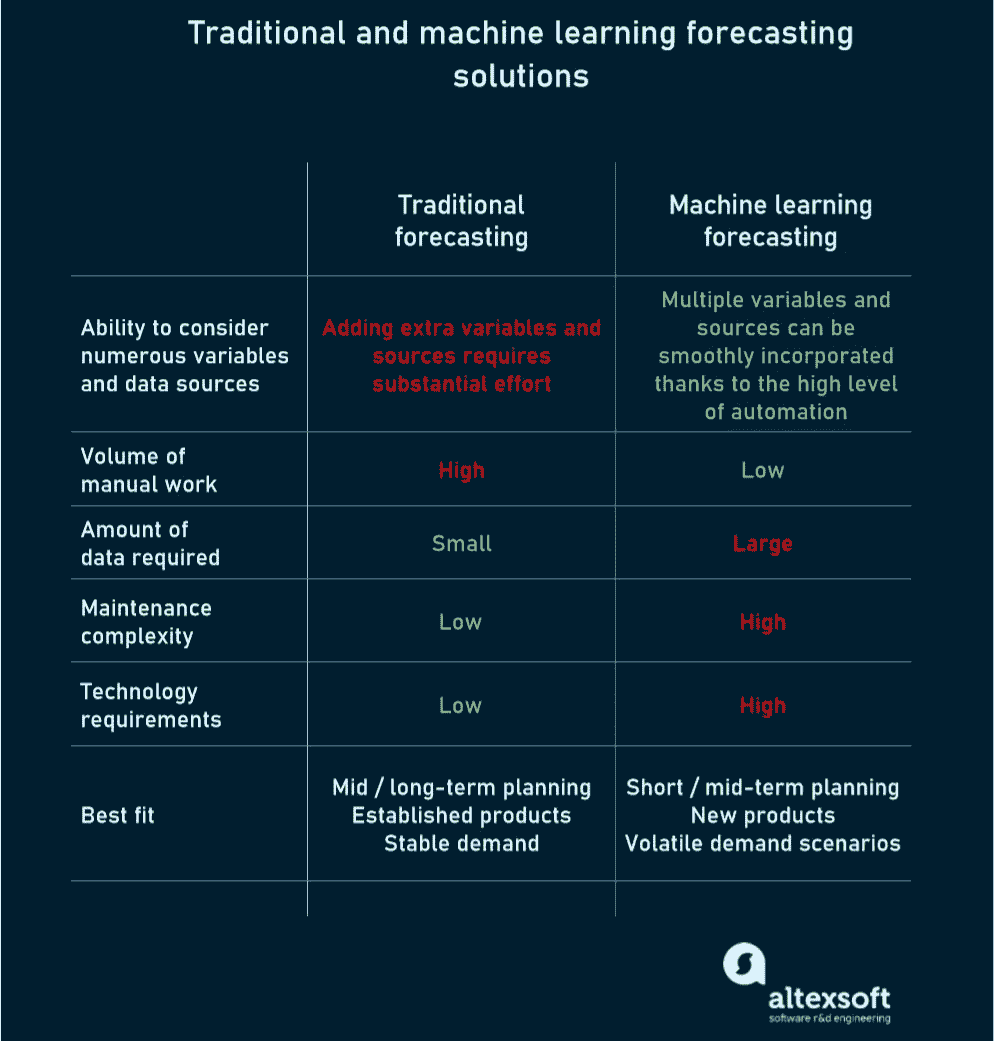 Traditional and machine learning forecasting
solutions
Traditional
forecasting
Machine learning
forecasting
Ability to consider
numerous variables
and data sources
Adding extra variables and
sources requires
substantial effort
Multiple variables and
sources can be
smoothly incorporated
thanks to the high level
of automation
Volume of
manual work
High
Low
Amount of
data required
Small
Large
Maintenance
complexity
Low
High
Technology
requirements
Low
High
Best fit
Mid / long-term planning
Established products
Stable demand
Short / mid-term planning
New products
Volatile demand scenarios
altexsoft
software r&d engineering